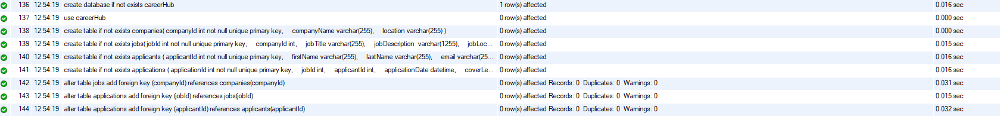 136 12:54:19 create database if not exists careerHub 1 row(s) affected 0.016 sec
137 12:54:19 use careerHub 0 row(s) affected 0.000 sec
138 12:54:19 create table if not exists companies( companyId int not null unique primary key, companyName varchar(255), location varchar(255) ) 0 row(s) affected 0.000 sec
139 12:54:19 create table if not exists jobs( jobId int not null unique primary key, companyId int, jobTitle varchar(255), jobDescription varchar(1255), jobLoc... 0 row(s) affected 0.015 sec
140 12:54:19 create table if not exists applicants ( applicantId int not null unique primary key, firstName varchar(255), lastName varchar(255), email varchar(25... 0 row(s) affected 0.016 sec
141 12:54:19 create table if not exists applications ( applicationId int not null unique primary key, jobId int, applicantId int, applicationDate datetime, coverLe... 0 row(s) affected 0.016 sec
142 12:54:19 alter table jobs add foreign key (companyId) references companies(companyId) 0 row(s) affected Records: 0 Duplicates: 0 Warnings: 0 0.031 sec
143 12:54:19 alter table applications add foreign key (jobId) references jobs(jobId) 0 row(s) affected Records: 0 Duplicates: 0 Warnings: 0 0.015 sec
144 12:54:19 alter table applications add foreign key (applicantId) references applicants(applicantId) 0 row(s) affected Records: 0 Duplicates: 0 Warnings: 0 0.032 sec